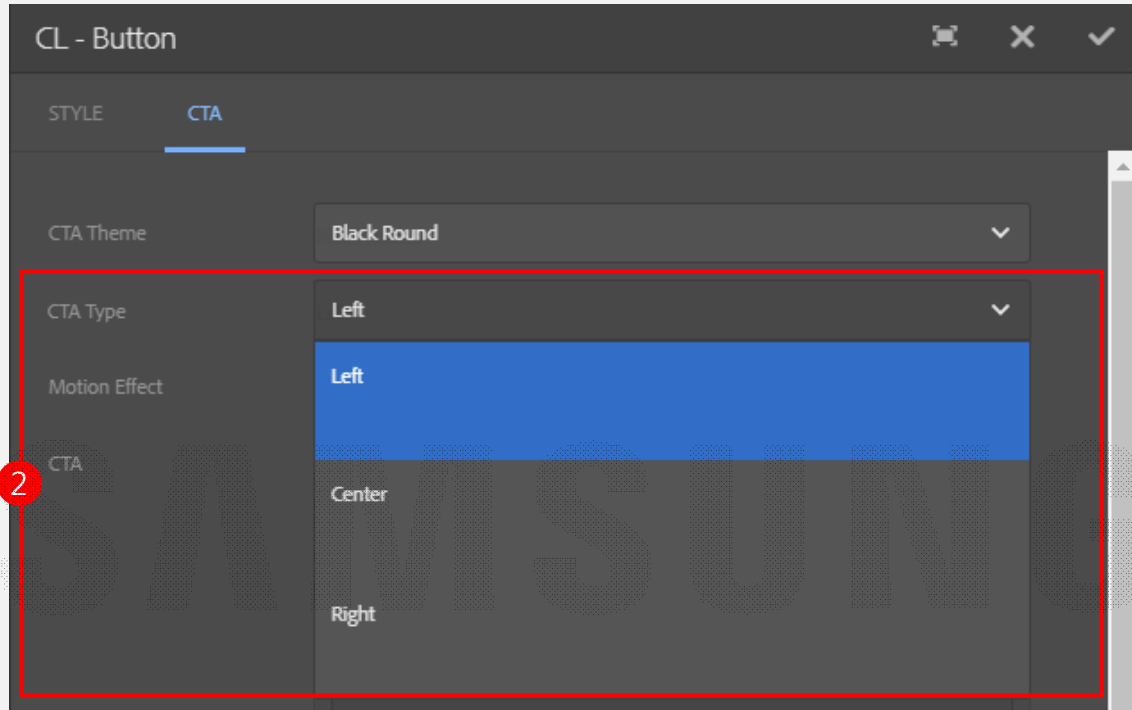 CL - Button
STYLE CTA
CTA Theme Black Round
CTA Type Left
Left
Motion Effect
CTA
2
Center
Right
SAMSUNG